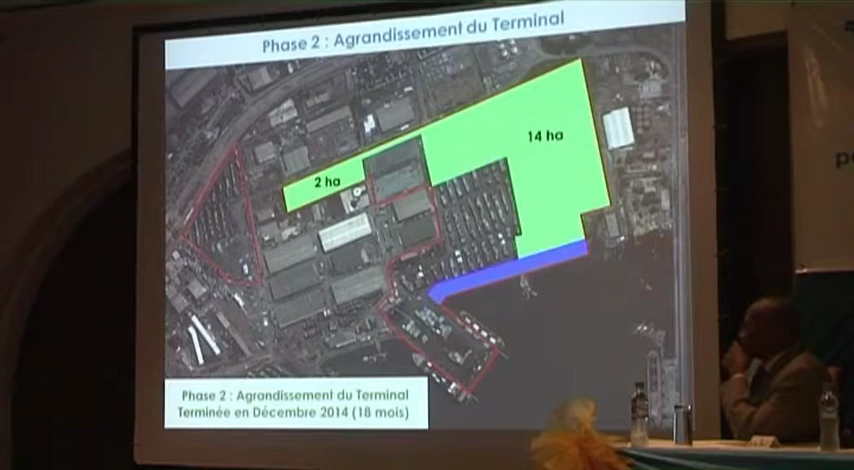 Phase 2 : Agrandissement du Terminal
14 ha
2 ha
Phase 2 : Agrandissement du Terminal
Terminée en Décembre 2014 (18 mois)